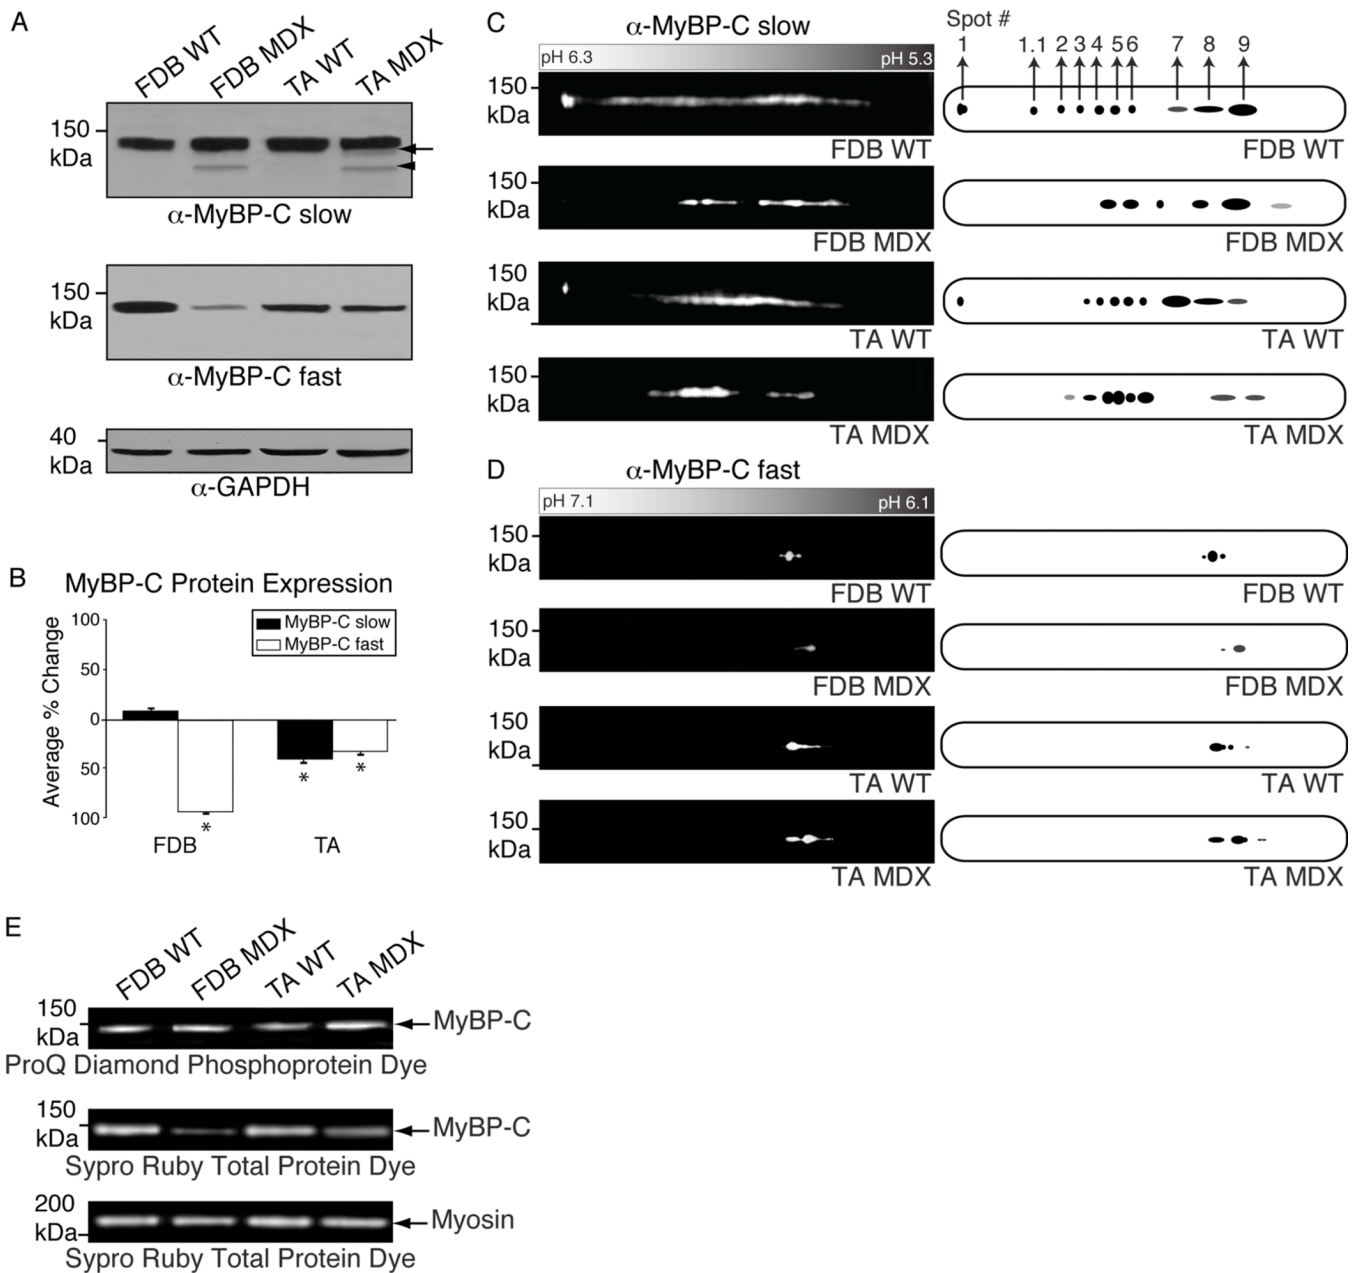 A
FDB WT
FDB MDX
TA WT
TA MDX
150
kDa
α-MyBP-C slow
150
kDa
α-MyBP-C fast
40
kDa
α-GAPDH
B
MyBP-C Protein Expression
MyBP-C slow
MyBP-C fast
Average % Change
100
50
0
50
100
*
*
*
FDB
TA
C
α-MyBP-C slow
pH 6.3
pH 5.3
Spot #
1 1.1 2 3 4 5 6 7 8 9
150
kDa
FDB WT
FDB WT
150
kDa
FDB MDX
FDB MDX
150
kDa
TA WT
TA WT
150
kDa
TA MDX
TA MDX
D
α-MyBP-C fast
pH 7.1
pH 6.1
150
kDa
FDB WT
FDB WT
150
kDa
FDB MDX
FDB MDX
150
kDa
TA WT
TA WT
150
kDa
TA MDX
TA MDX
E
FDB WT
FDB MDX
TA WT
TA MDX
150
kDa
MyBP-C
ProQ Diamond Phosphoprotein Dye
150
kDa
MyBP-C
Sypro Ruby Total Protein Dye
200
kDa
Myosin
Sypro Ruby Total Protein Dye